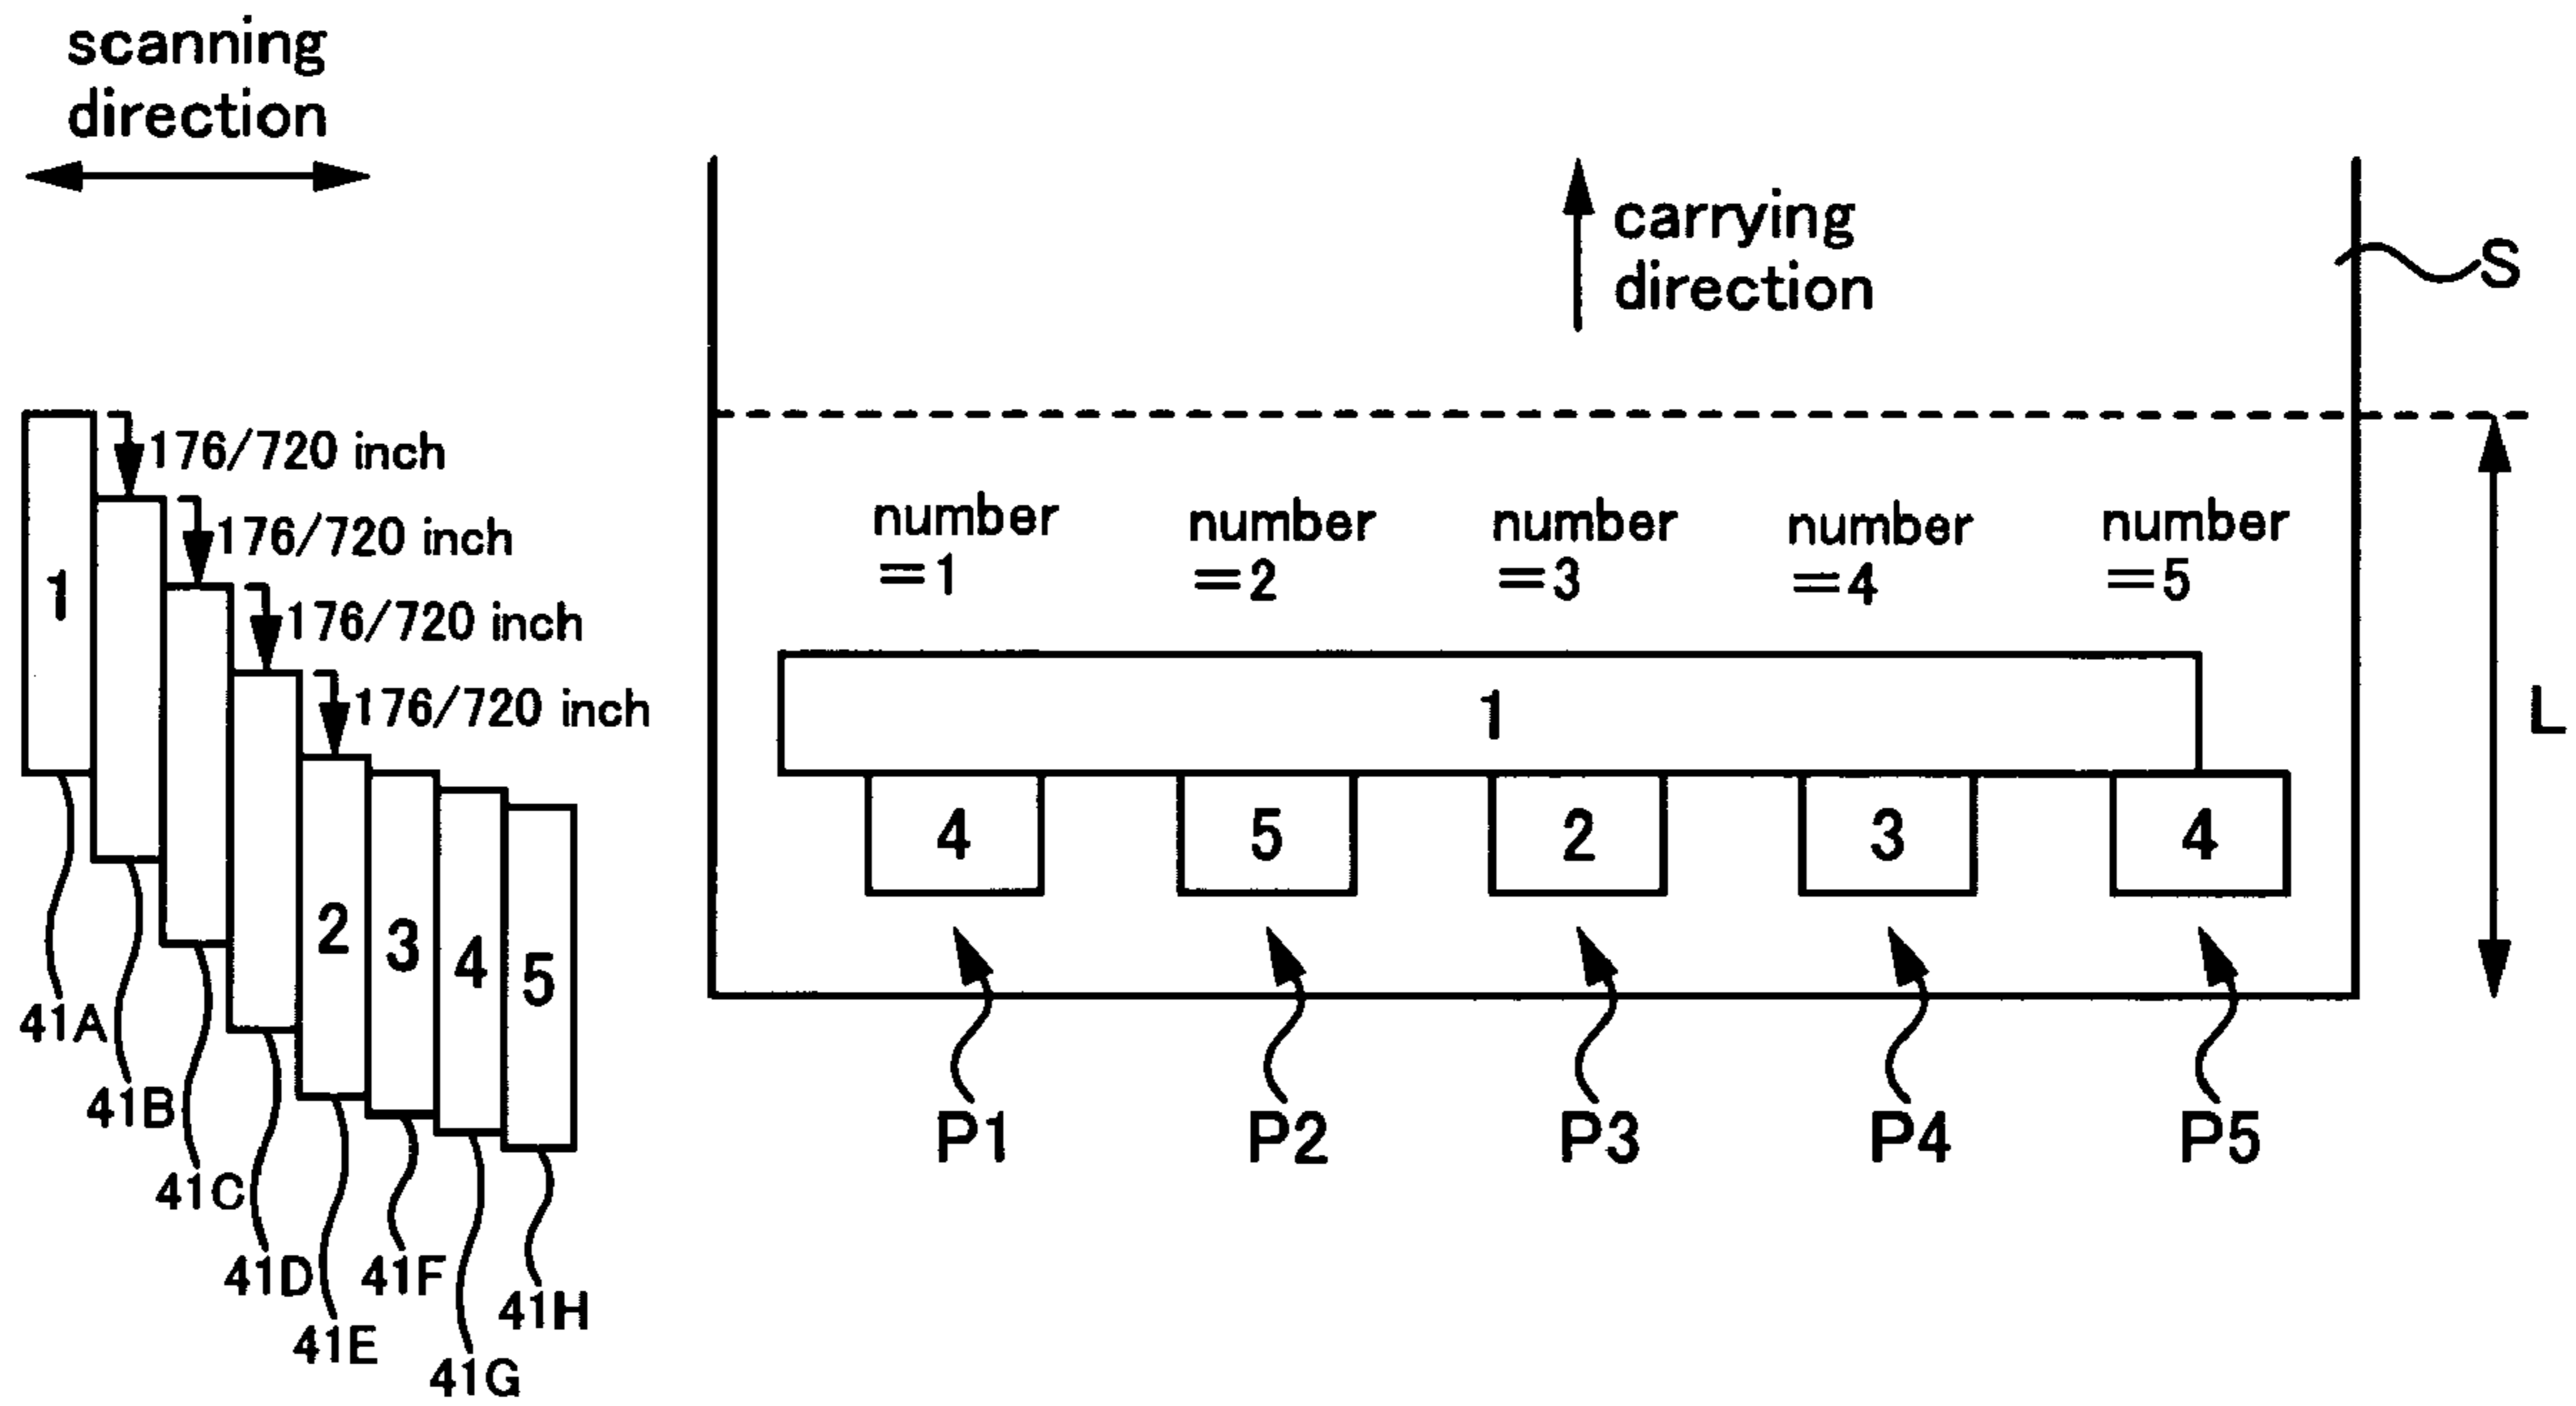 scanning
direction
carrying
direction
S
176/720 inch
176/720 inch
176/720 inch
176/720 inch
1
2
3
4
5
41A
41B
41C
41D
41E
41F
41G
41H
number
=1
number
=2
number
=3
number
=4
number
=5
1
4
5
2
3
4
L
P1
P2
P3
P4
P5